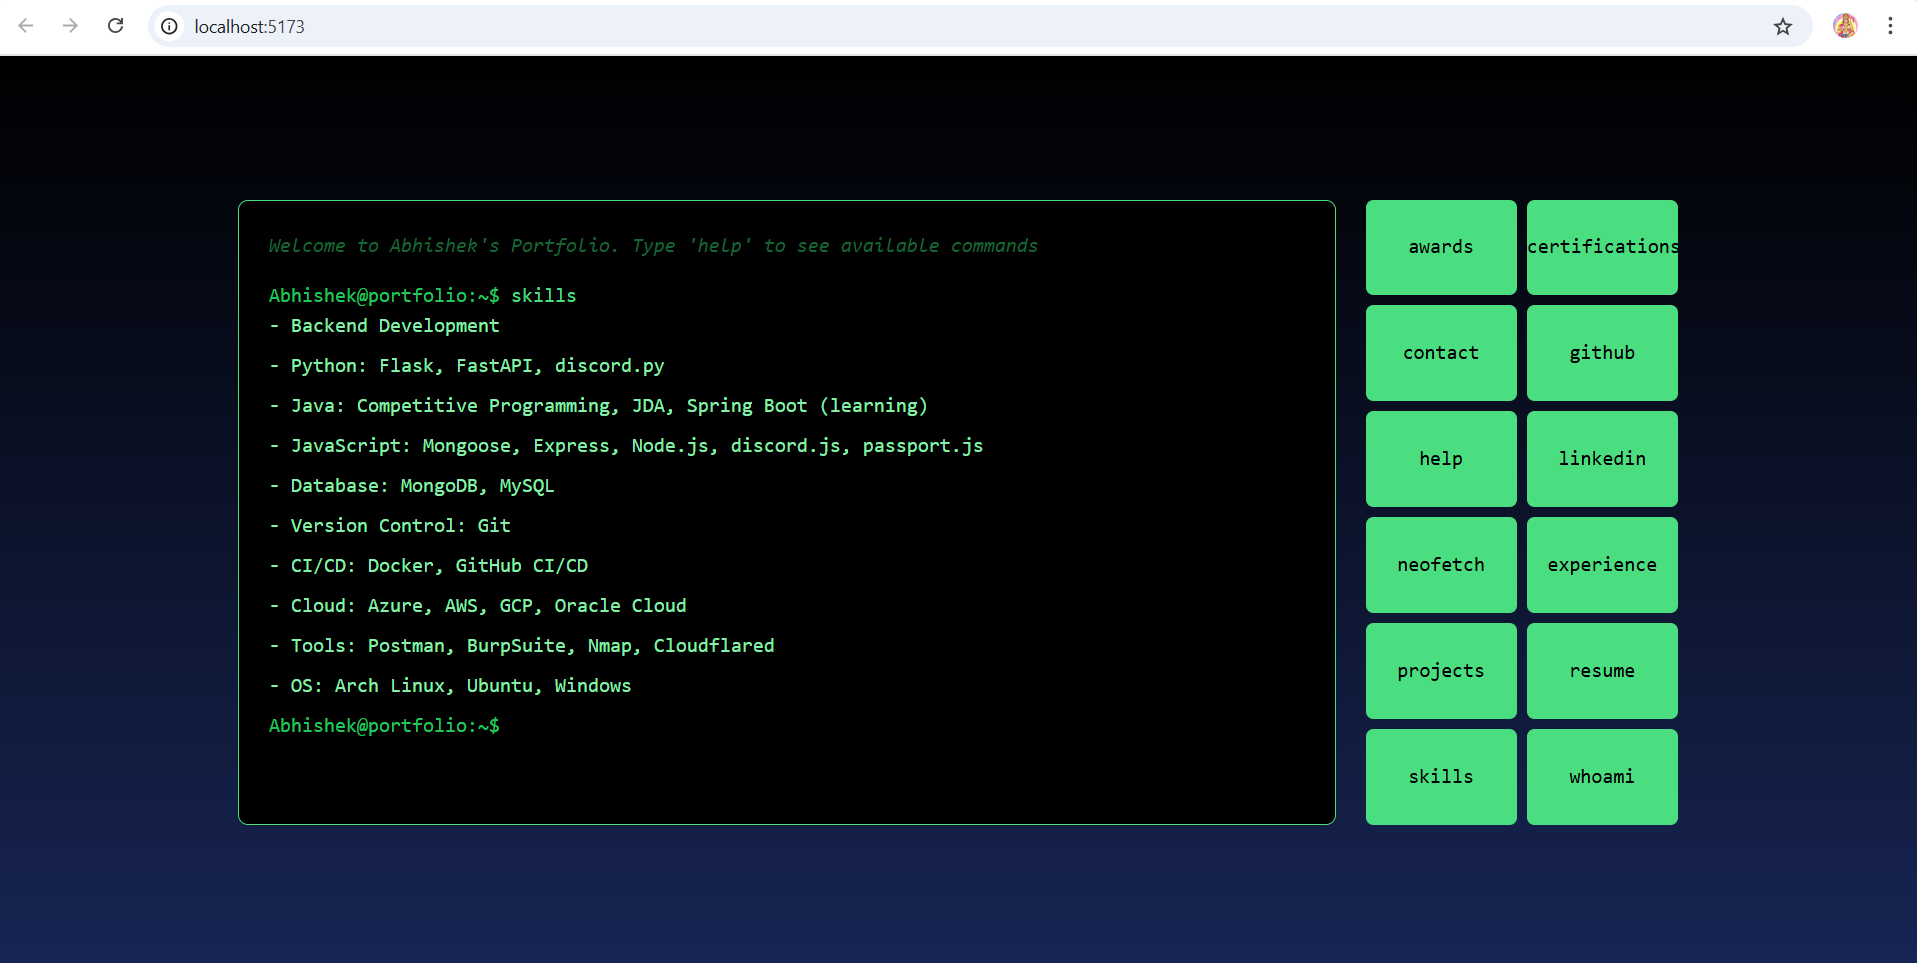 localhost:5173
Welcome to Abhishek's Portfolio. Type 'help' to see available commands
Abhishek@portfolio:~$ skills
- Backend Development
- Python: Flask, FastAPI, discord.py
- Java: Competitive Programming, JDA, Spring Boot (learning)
- JavaScript: Mongoose, Express, Node.js, discord.js, passport.js
- Database: MongoDB, MySQL
- Version Control: Git
- CI/CD: Docker, GitHub CI/CD
- Cloud: Azure, AWS, GCP, Oracle Cloud
- Tools: Postman, BurpSuite, Nmap, Cloudflared
- OS: Arch Linux, Ubuntu, Windows
Abhishek@portfolio:~$
awards
certifications
contact
github
help
linkedin
neofetch
experience
projects
resume
skills
whoami